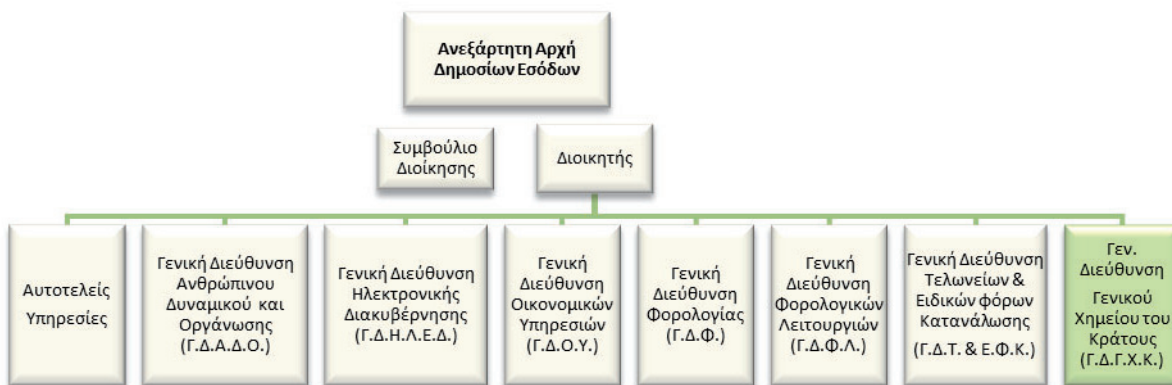 Ανεξάρτητη Αρχή
Δημοσίων Εσόδων
Συμβούλιο
Διοίκησης
Διοικητής
Αυτοτελείς
Υπηρεσίες
Γενική Διεύθυνση
Ανθρώπινου
Δυναμικού και
Οργάνωσης
(Γ.Δ.Α.Δ.Ο.)
Γενική Διεύθυνση
Ηλεκτρονικής
Διακυβέρνησης
(Γ.Δ.Η.Λ.Ε.Δ.)
Γενική
Διεύθυνση
Οικονομικών
Υπηρεσιών
(Γ.Δ.Ο.Υ.)
Γενική
Διεύθυνση
Φορολογίας
(Γ.Δ.Φ.)
Γενική
Διεύθυνση
Φορολογικών
Λειτουργιών
(Γ.Δ.Φ.Λ.)
Γενική Διεύθυνση
Τελωνείων &
Ειδικών φόρων
Κατανάλωσης
(Γ.Δ.Τ. & Ε.Φ.Κ.)
Γεν.
Διεύθυνση
Γενικού
Χημείου του
Κράτους
(Γ.Δ.Γ.Χ.Κ.)